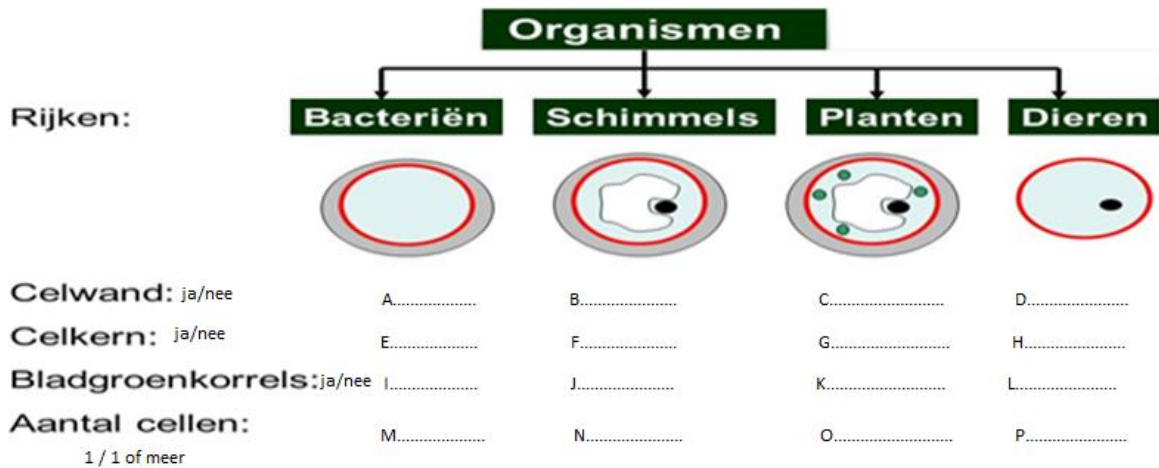 Organismen
Rijken: Bacteriën Schimmels Planten Dieren
Celwand: ja/nee A.................. B..................... C......................... D......................
Celkern: ja/nee E................... F..................... G.......................... H.........................
Bladgroenkorrels:ja/nee I.................... J...................... K.......................... L......................
Aantal cellen: M................... N..................... O.......................... P.......................
1 / 1 of meer